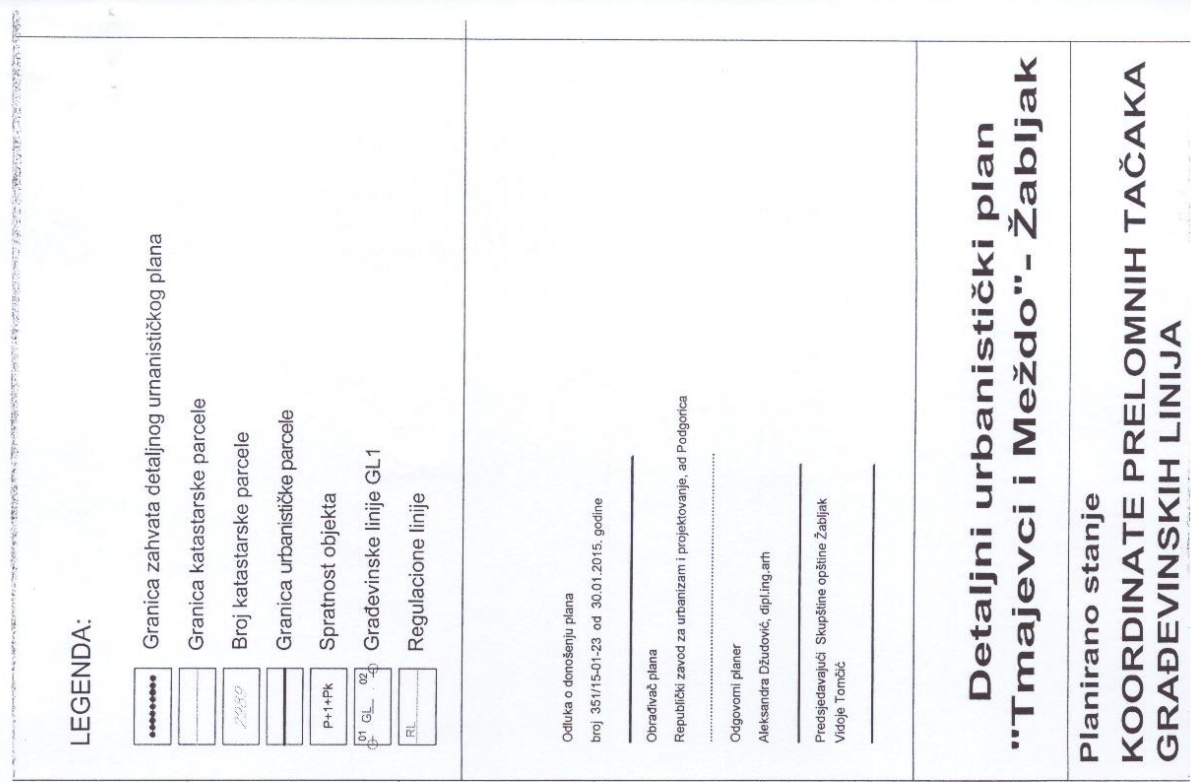 LEGENDA:
Granica zahvata detaljnog urnanističkog plana
Granica katastarske parcele
2989 Broj katastarske parcele
Granica urbanističke parcele
P+1+Pk Spratnost objekta
01 GL 02 Građevinske linije GL1
RL Regulacione linije
Odluka o donošenju plana
broj 351/15-01-23 od 30.01.2015. godine
Obrađivač plana
Republički zavod za urbanizam i projektovanje, ad Podgorica
Odgovorni planer
Aleksandra Džudović, dipl.ing.arh
Predsjedavajući Skupštine opštine Žabljak
Vidoje Tomčić
Detaljni urbanistički plan
"Tmajevci i Meždo"- Žabljak
Planirano stanje
KOORDINATE PRELOMNIH TAČAKA
GRAĐEVINSKIH LINIJA